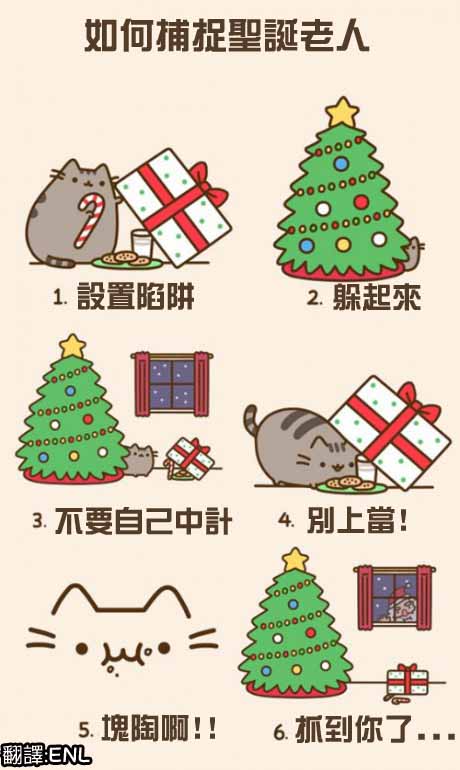 如何捕捉聖誕老人
1. 設置陷阱
2. 躲起來
3. 不要自己中計
4. 別上當!
5. 塊陶啊!!
6. 抓到你了...
翻譯:ENL